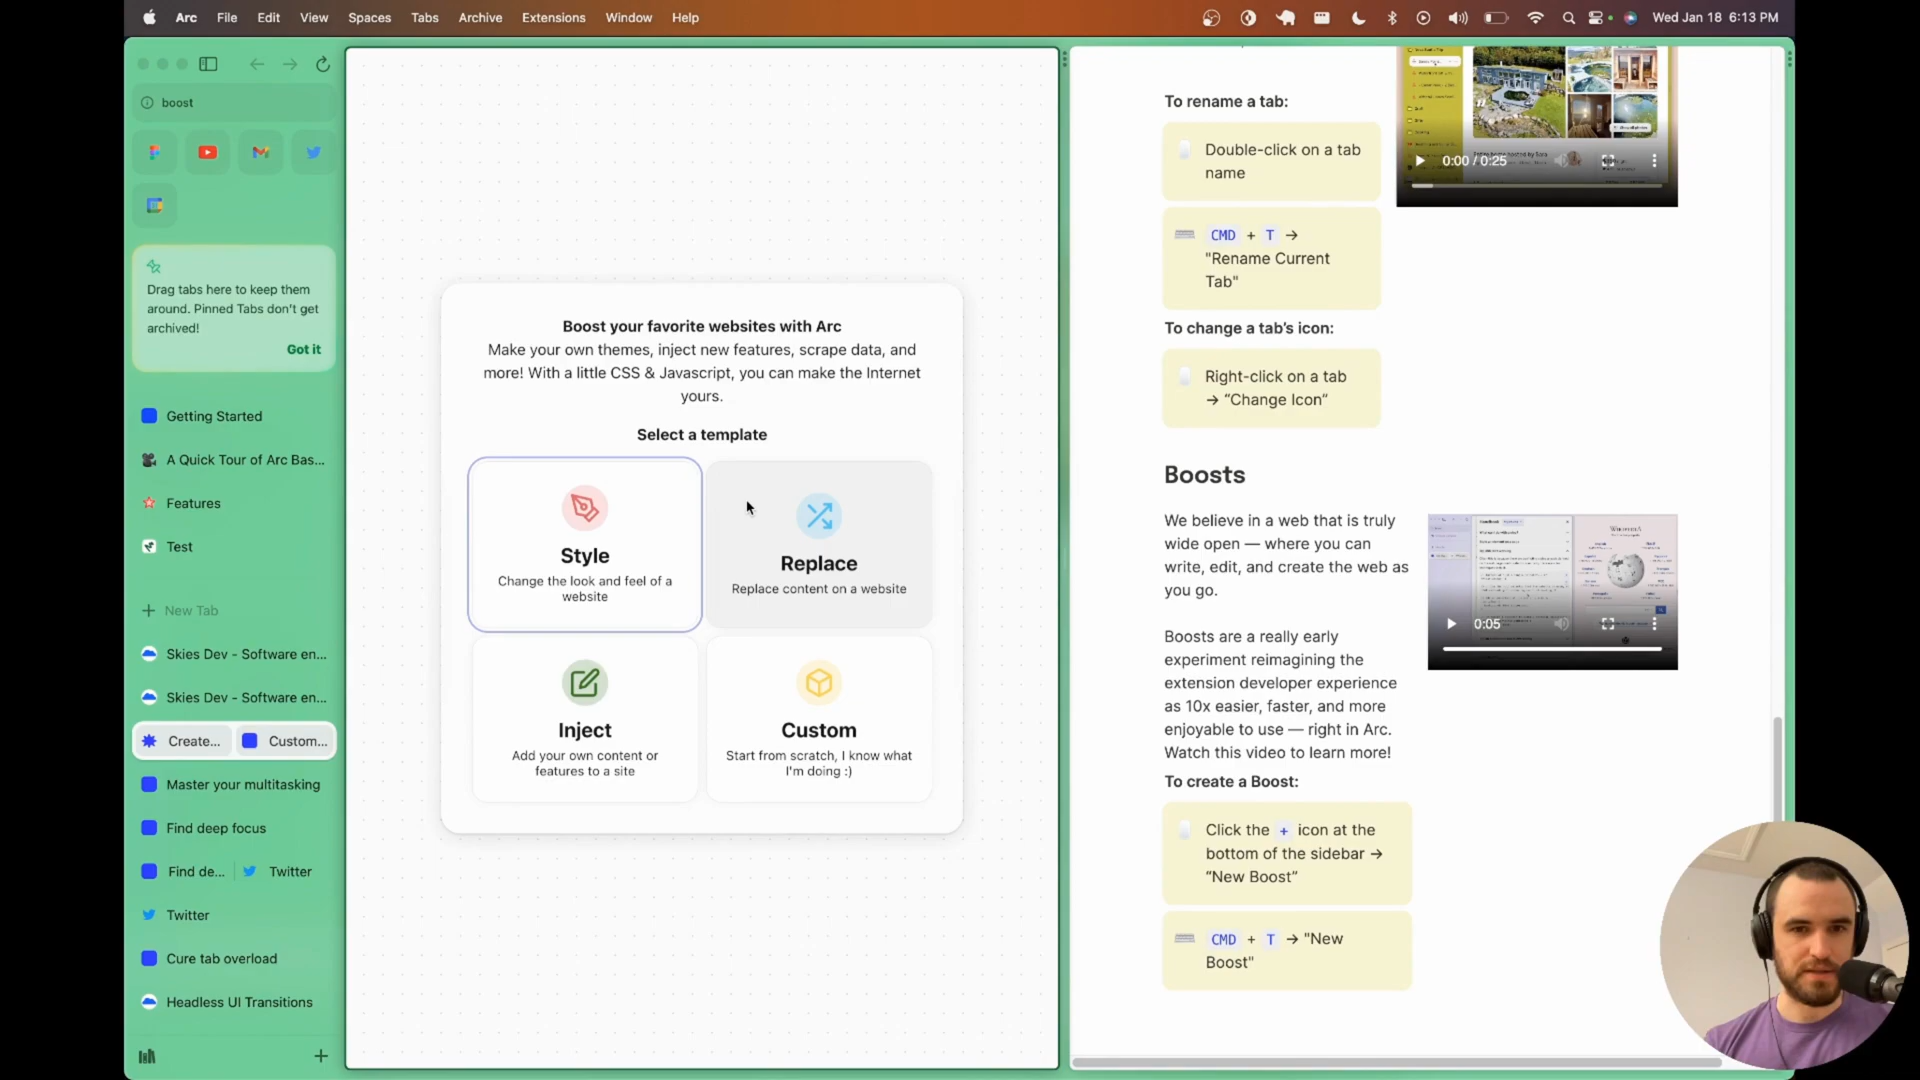 Arc File Edit View Spaces Tabs Archive Extensions Window Help
Wed Jan 18 6:13 PM
boost
Drag tabs here to keep them
around. Pinned Tabs don't get
archived!
Got it
Getting Started
A Quick Tour of Arc Bas...
Features
Test
+ New Tab
Skies Dev - Software en...
Skies Dev - Software en...
Create... Custom...
Master your multitasking
Find deep focus
Find de... Twitter
Twitter
Cure tab overload
Headless UI Transitions
Boost your favorite websites with Arc
Make your own themes, inject new features, scrape data, and
more! With a little CSS & Javascript, you can make the Internet
yours.
Select a template
Style
Change the look and feel of a
website
Replace
Replace content on a website
Inject
Add your own content or
features to a site
Custom
Start from scratch, I know what
I'm doing :)
To rename a tab:
Double-click on a tab
name
CMD + T →
"Rename Current
Tab"
To change a tab’s icon:
Right-click on a tab
→ “Change Icon”
0:00 / 0:25
Boosts
We believe in a web that is truly
wide open — where you can
write, edit, and create the web as
you go.
Boosts are a really early
experiment reimagining the
extension developer experience
as 10x easier, faster, and more
enjoyable to use — right in Arc.
Watch this video to learn more!
0:05
To create a Boost:
Click the + icon at the
bottom of the sidebar →
“New Boost”
CMD + T → "New
Boost"